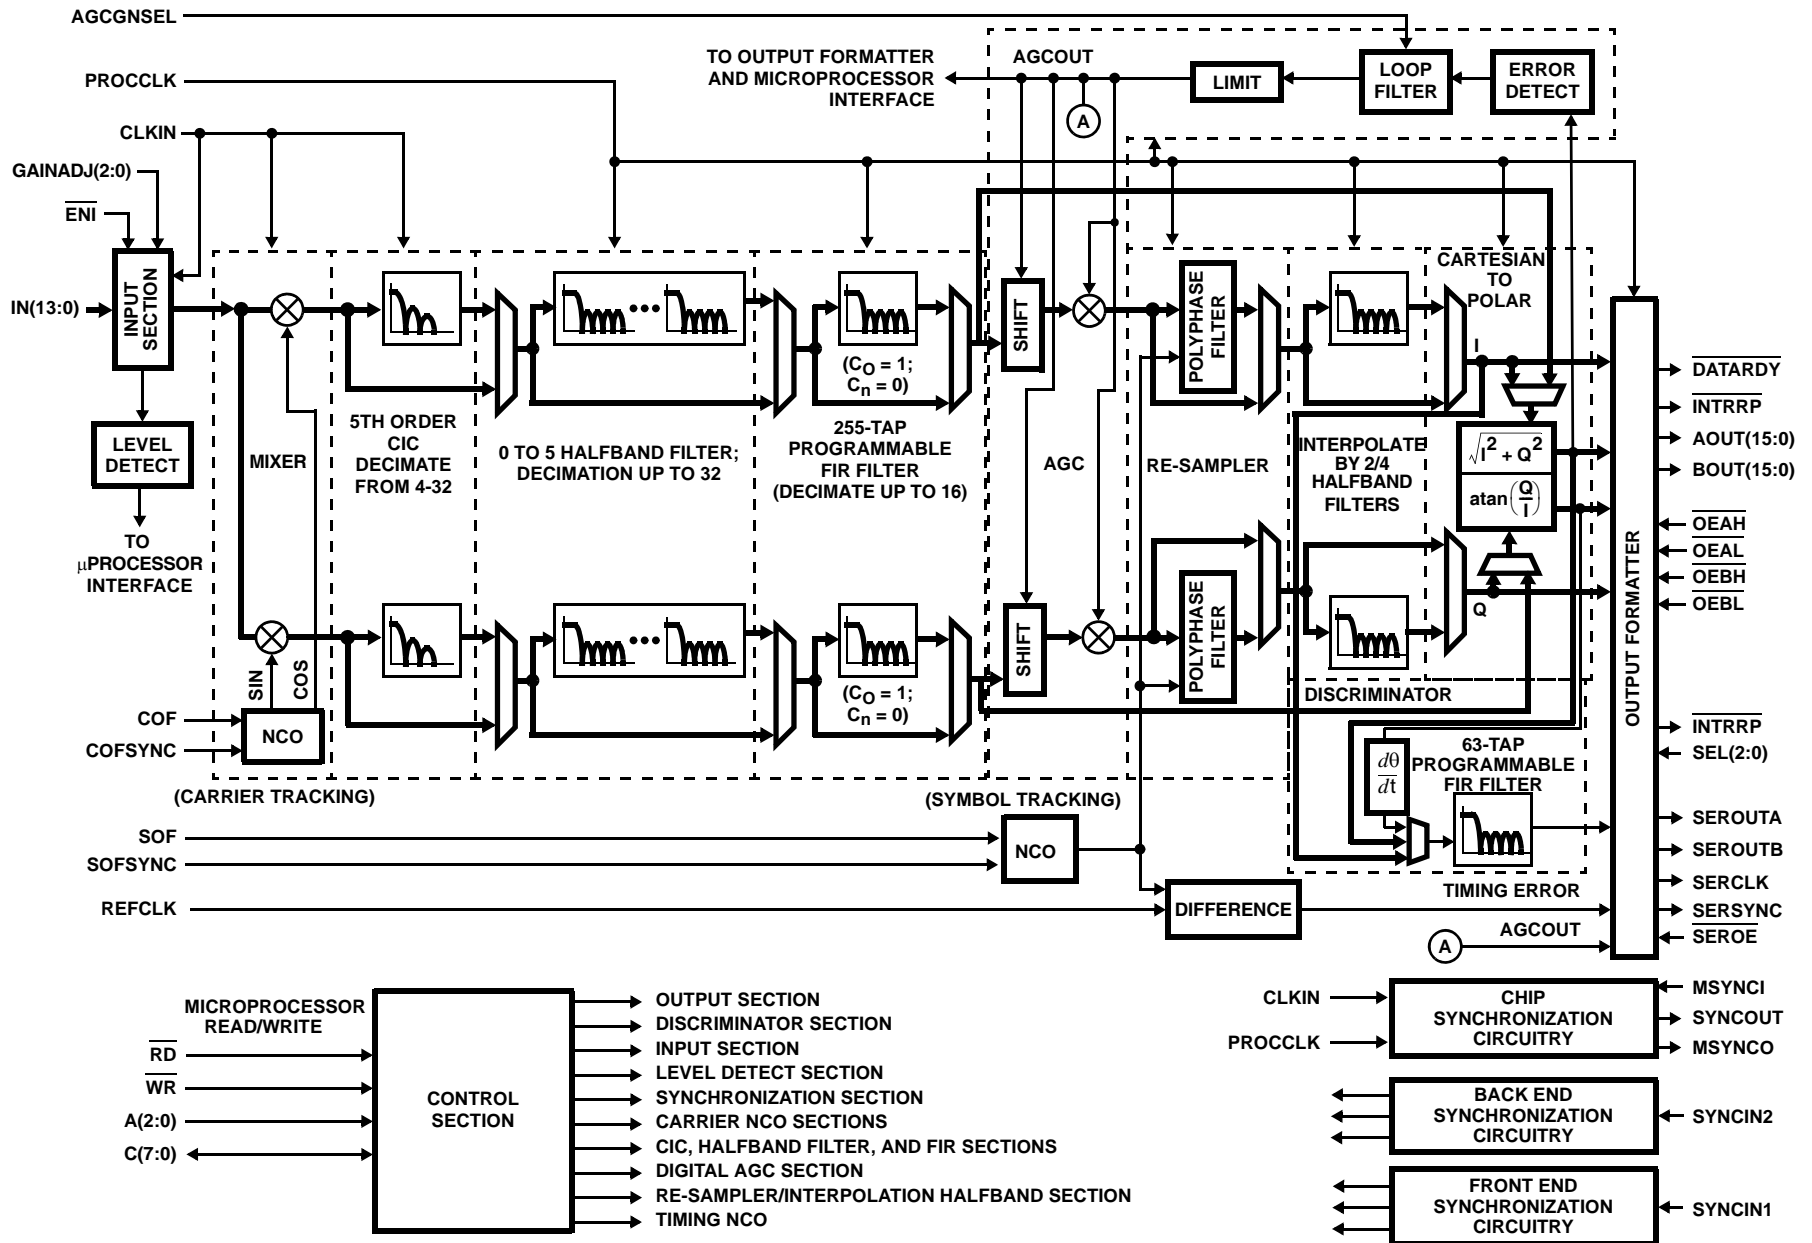 AGCGNSEL
PROCCLK
CLKIN
GAINADJ(2:0)
ENI
IN(13:0)
INPUT
SECTION
LEVEL
DETECT
TO
μPROCESSOR
INTERFACE
TO OUTPUT FORMATTER
AND MICROPROCESSOR
INTERFACE
AGCOUT
A
LIMIT
LOOP
FILTER
ERROR
DETECT
MIXER
SIN
COS
COF
COFSYNC
NCO
(CARRIER TRACKING)
5TH ORDER
CIC
DECIMATE
FROM 4-32
0 TO 5 HALFBAND FILTER;
DECIMATION UP TO 32
(CO = 1;
Cn = 0)
255-TAP
PROGRAMMABLE
FIR FILTER
(DECIMATE UP TO 16)
(CO = 1;
Cn = 0)
SHIFT
AGC
SHIFT
POLYPHASE
FILTER
RE-SAMPLER
POLYPHASE
FILTER
INTERPOLATE
BY 2/4
HALFBAND
FILTERS
CARTESIAN
TO
POLAR
I
√I2 + Q2
atan(Q/I)
Q
DISCRIMINATOR
dθ
dt
63-TAP
PROGRAMMABLE
FIR FILTER
(SYMBOL TRACKING)
SOF
SOFSYNC
NCO
REFCLK
DIFFERENCE
TIMING ERROR
A
AGCOUT
OUTPUT FORMATTER
DATARDY
INTRRP
AOUT(15:0)
BOUT(15:0)
OEAH
OEAL
OEBH
OEBL
INTRRP
SEL(2:0)
SEROUTA
SEROUTB
SERCLK
SERSYNC
SEROE
MICROPROCESSOR
READ/WRITE
RD
WR
A(2:0)
C(7:0)
CONTROL
SECTION
OUTPUT SECTION
DISCRIMINATOR SECTION
INPUT SECTION
LEVEL DETECT SECTION
SYNCHRONIZATION SECTION
CARRIER NCO SECTIONS
CIC, HALFBAND FILTER, AND FIR SECTIONS
DIGITAL AGC SECTION
RE-SAMPLER/INTERPOLATION HALFBAND SECTION
TIMING NCO
CLKIN
PROCCLK
CHIP
SYNCHRONIZATION
CIRCUITRY
MSYNCI
SYNCOUT
MSYNCO
BACK END
SYNCHRONIZATION
CIRCUITRY
SYNCIN2
FRONT END
SYNCHRONIZATION
CIRCUITRY
SYNCIN1